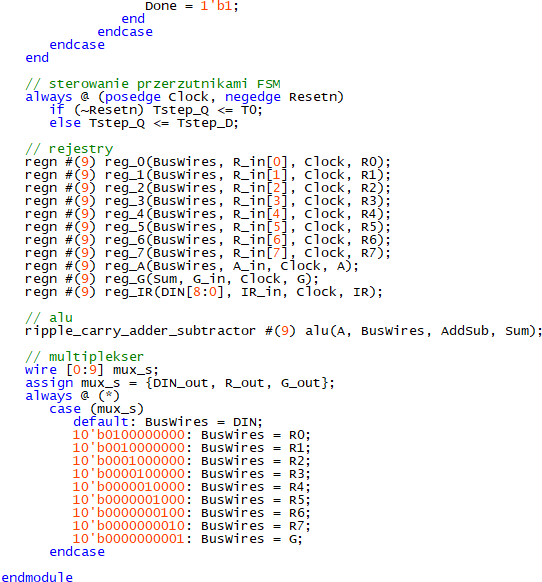 Done = 1'b1;
end
endcase
endcase
end
// sterowanie przerzutnikami FSM
always @ (posedge Clock, negedge Resetn)
if (~Resetn) Tstep_Q <= T0;
else Tstep_Q <= Tstep_D;
// rejestry
regn #(9) reg_0(BusWires, R_in[0], Clock, R0);
regn #(9) reg_1(BusWires, R_in[1], Clock, R1);
regn #(9) reg_2(BusWires, R_in[2], Clock, R2);
regn #(9) reg_3(BusWires, R_in[3], Clock, R3);
regn #(9) reg_4(BusWires, R_in[4], Clock, R4);
regn #(9) reg_5(BusWires, R_in[5], Clock, R5);
regn #(9) reg_6(BusWires, R_in[6], Clock, R6);
regn #(9) reg_7(BusWires, R_in[7], Clock, R7);
regn #(9) reg_A(BusWires, A_in, Clock, A);
regn #(9) reg_G(Sum, G_in, Clock, G);
regn #(9) reg_IR(DIN[8:0], IR_in, Clock, IR);
// alu
ripple_carry_adder_subtractor #(9) alu(A, BusWires, AddSub, Sum);
// multiplekser
wire [0:9] mux_s;
assign mux_s = {DIN_out, R_out, G_out};
always @ (*)
case (mux_s)
default: BusWires = DIN;
10'b0100000000: BusWires = R0;
10'b0010000000: BusWires = R1;
10'b0001000000: BusWires = R2;
10'b0000100000: BusWires = R3;
10'b0000010000: BusWires = R4;
10'b0000001000: BusWires = R5;
10'b0000000100: BusWires = R6;
10'b0000000010: BusWires = R7;
10'b0000000001: BusWires = G;
endcase
endmodule